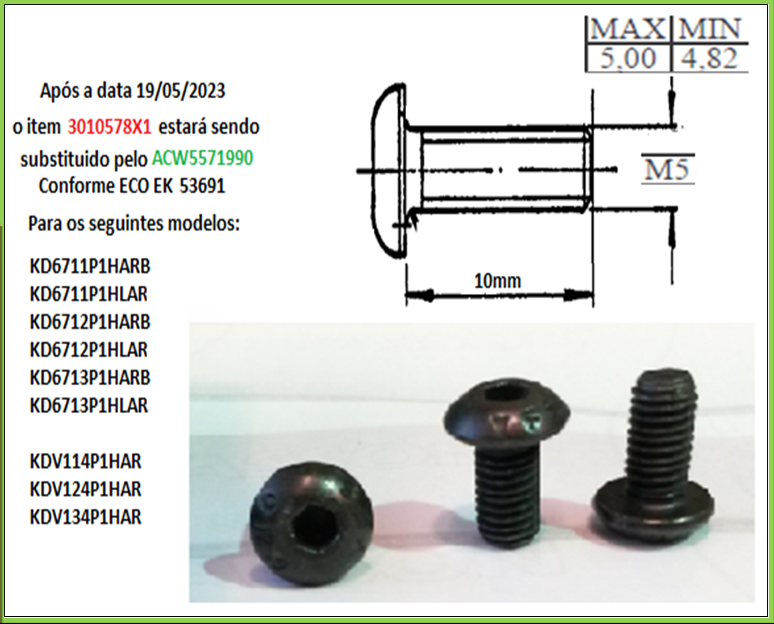 Após a data 19/05/2023
o item 3010578X1 estará sendo
substituido pelo ACW5571990
Conforme ECO EK 53691
Para os seguintes modelos:
KD6711P1HARB
KD6711P1HLAR
KD6712P1HARB
KD6712P1HLAR
KD6713P1HARB
KD6713P1HLAR
KDV114P1HAR
KDV124P1HAR
KDV134P1HAR
MAX MIN
5,00 4,82
M5
10mm